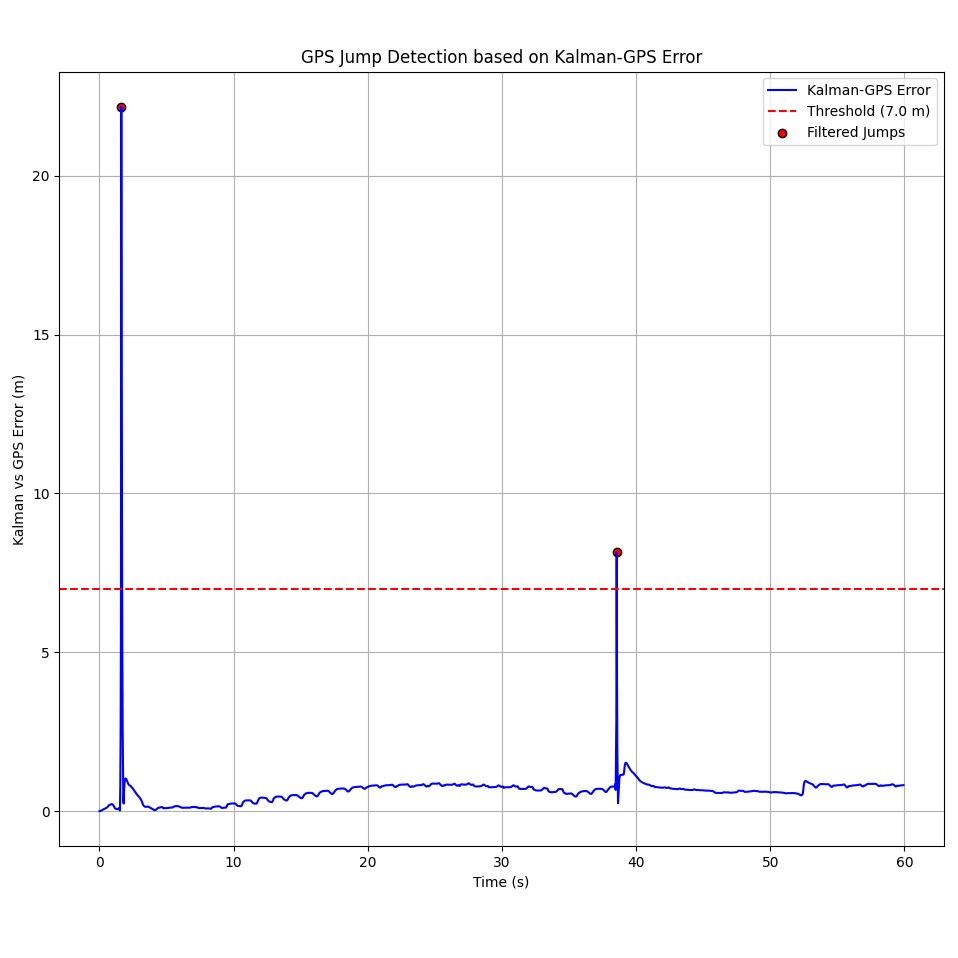 GPS Jump Detection based on Kalman-GPS Error
Kalman-GPS Error
Threshold (7.0 m)
Filtered Jumps
20
15
10
5
0
Kalman vs GPS Error (m)
0 10 20 30 40 50 60
Time (s)